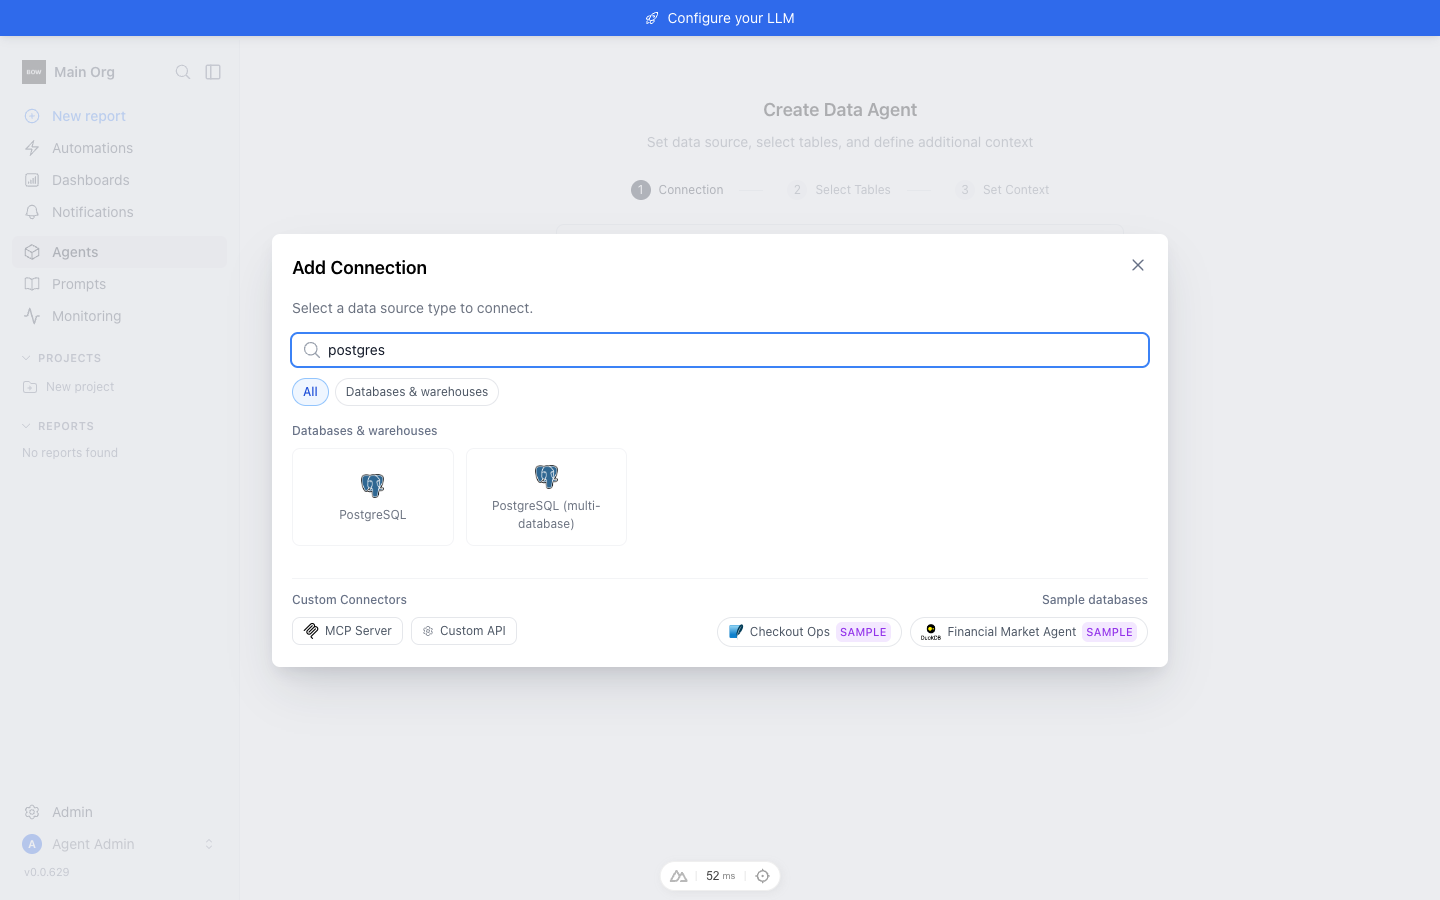 Configure your LLM
BOW
Main Org
New report
Automations
Dashboards
Notifications
Agents
Prompts
Monitoring
PROJECTS
New project
REPORTS
No reports found
Admin
A
Agent Admin
v0.0.629
Create Data Agent
Set data source, select tables, and define additional context
1 Connection
2 Select Tables
3 Set Context
Add Connection
Select a data source type to connect.
postgres
All
Databases & warehouses
Databases & warehouses
PostgreSQL
PostgreSQL (multi-
database)
Custom Connectors
Sample databases
MCP Server
Custom API
Checkout Ops SAMPLE
DuckDB
Financial Market Agent SAMPLE
52 ms